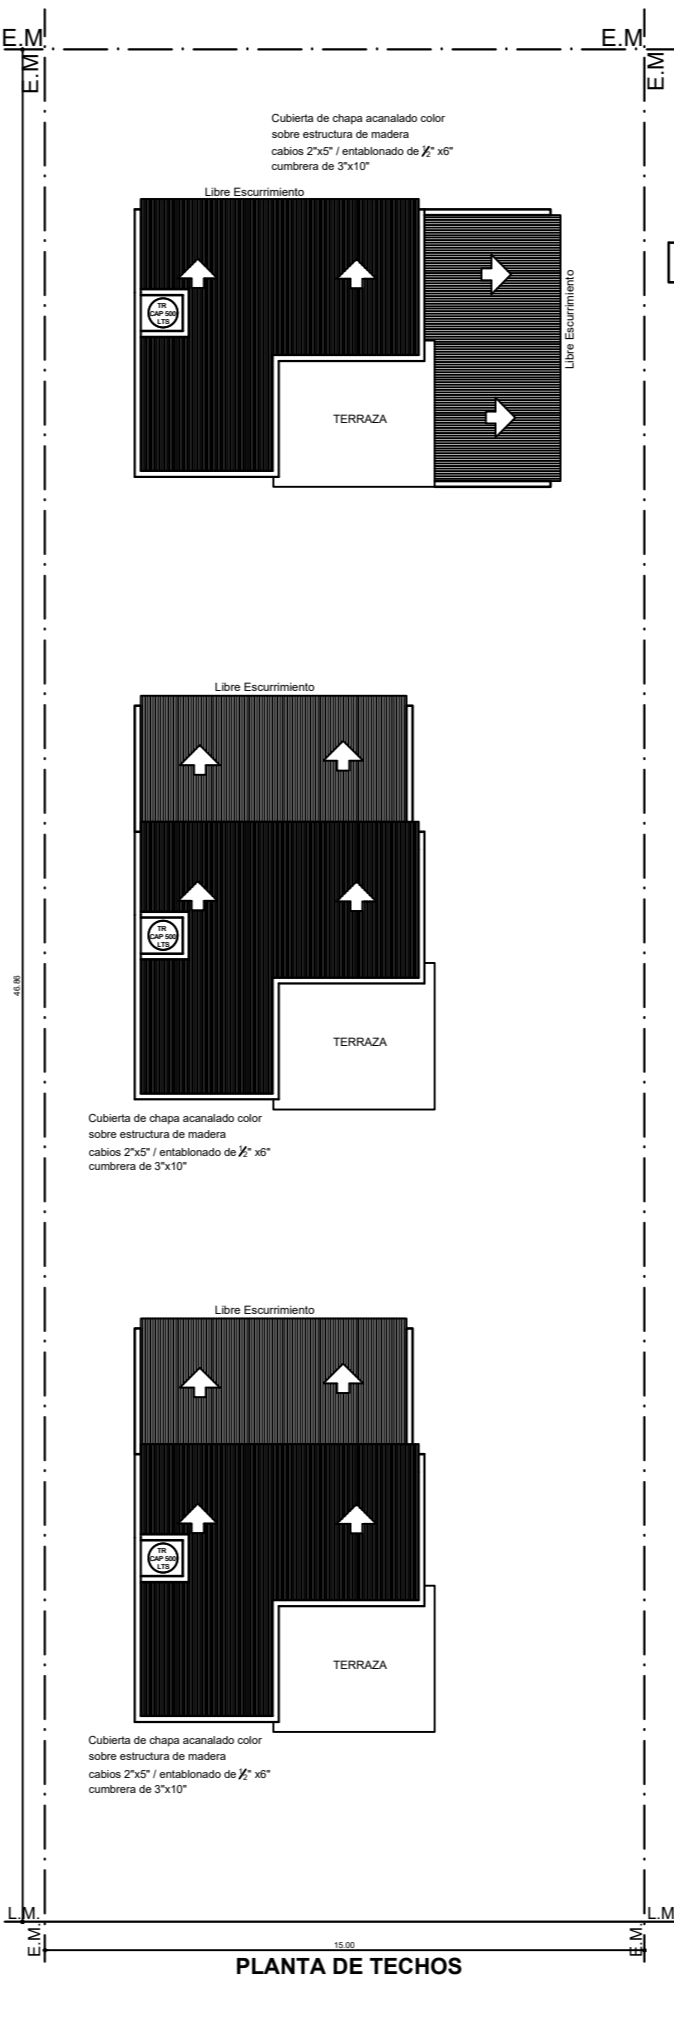 E.M
E.M
E.M
E.M
Cubierta de chapa acanalado color
sobre estructura de madera
cabios 2"x5" / entablonado de ½" x6"
cumbrera de 3"x10"
Libre Escurrimiento
TR
CAP 500
LTS
Libre Escurrimiento
TERRAZA
Libre Escurrimiento
TR
CAP 500
LTS
46.86
TERRAZA
Cubierta de chapa acanalado color
sobre estructura de madera
cabios 2"x5" / entablonado de ½" x6"
cumbrera de 3"x10"
Libre Escurrimiento
TR
CAP 500
LTS
TERRAZA
Cubierta de chapa acanalado color
sobre estructura de madera
cabios 2"x5" / entablonado de ½" x6"
cumbrera de 3"x10"
L.M.
L.M
E.M.
E.M.
15.00
PLANTA DE TECHOS